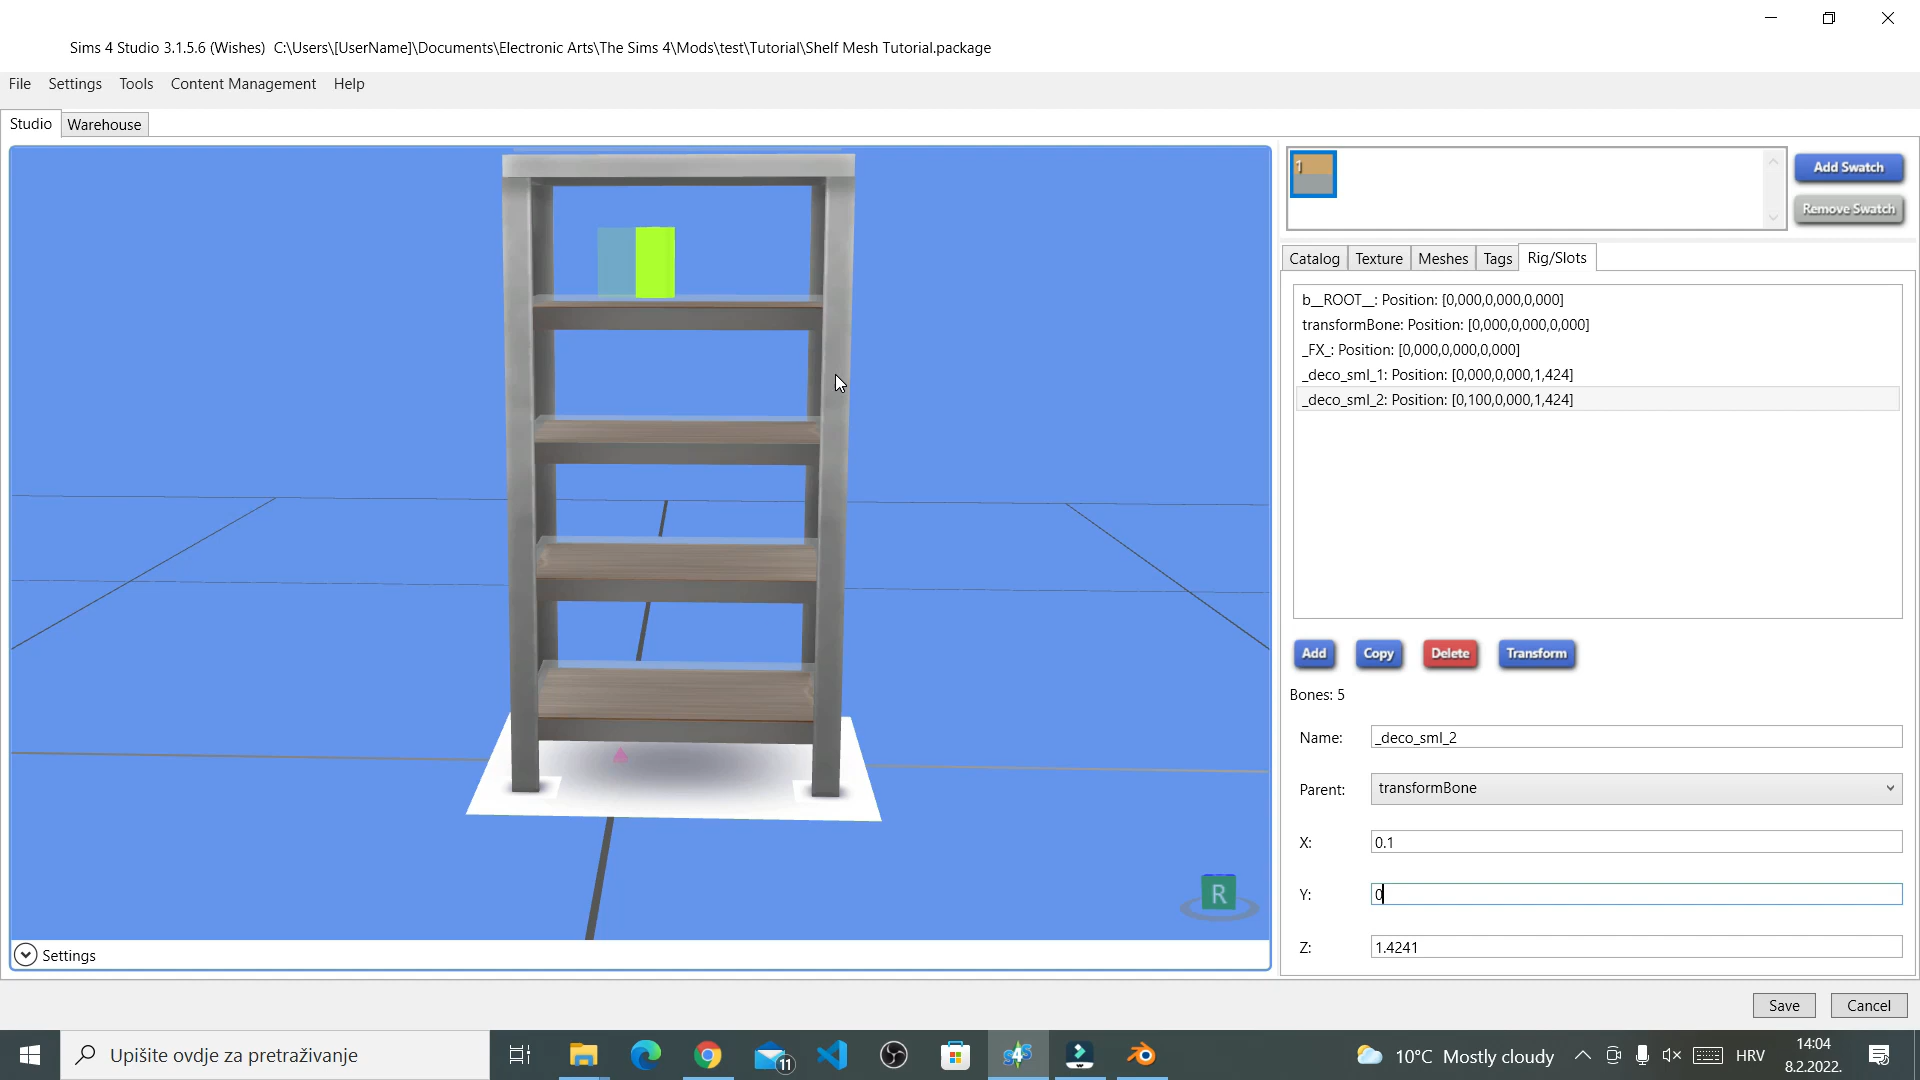 Sims 4 Studio 3.1.5.6 (Wishes)  C:\Users\[UserName]\Documents\Electronic Arts\The Sims 4\Mods\test\Tutorial\Shelf Mesh Tutorial.package
File Settings Tools Content Management Help
Studio Warehouse
1
Add Swatch
Remove Swatch
Catalog Texture Meshes Tags Rig/Slots
b__ROOT__: Position: [0,000,0,000,0,000]
transformBone: Position: [0,000,0,000,0,000]
_FX_: Position: [0,000,0,000,0,000]
_deco_sml_1: Position: [0,000,0,000,1,424]
_deco_sml_2: Position: [0,100,0,000,1,424]
Add Copy Delete Transform
Bones: 5
Name: _deco_sml_2
Parent: transformBone
X: 0.1
Y: 0
Z: 1.4241
R
Settings
Save Cancel
Upišite ovdje za pretraživanje
11
S4S
10°C Mostly cloudy
HRV
14:04
8.2.2022.